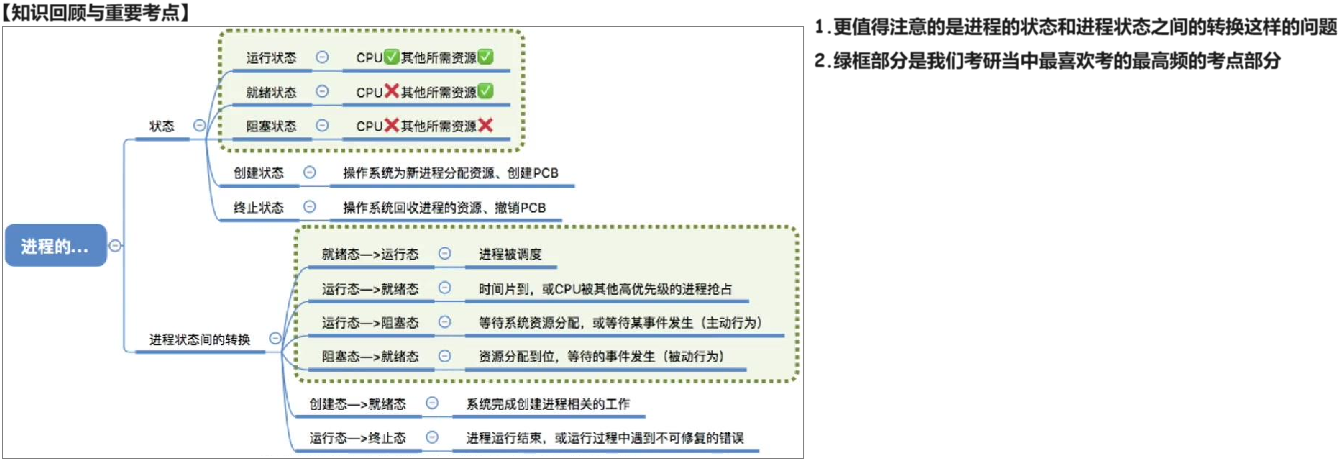 【知识回顾与重要考点】
1.更值得注意的是进程的状态和进程状态之间的转换这样的问题
2.绿框部分是我们考研当中最喜欢考的最高频的考点部分
进程的...
状态
运行状态 CPU✅其他所需资源✅
就绪状态 CPU❌其他所需资源✅
阻塞状态 CPU❌其他所需资源❌
创建状态 操作系统为新进程分配资源、创建PCB
终止状态 操作系统回收进程的资源、撤销PCB
进程状态间的转换
就绪态—>运行态 进程被调度
运行态—>就绪态 时间片到，或CPU被其他高优先级的进程抢占
运行态—>阻塞态 等待系统资源分配，或等待某事件发生（主动行为）
阻塞态—>就绪态 资源分配到位，等待的事件发生（被动行为）
创建态—>就绪态 系统完成创建进程相关的工作
运行态—>终止态 进程运行结束，或运行过程中遇到不可修复的错误